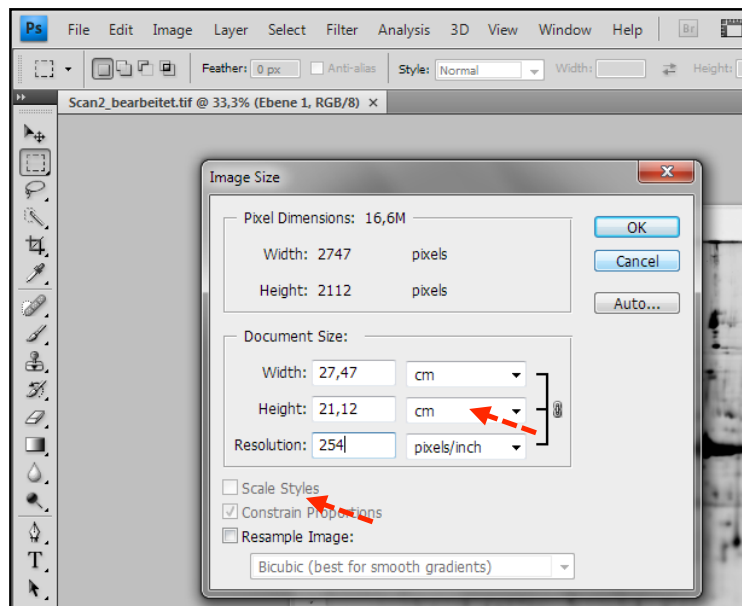 Ps File Edit Image Layer Select Filter Analysis 3D View Window Help Br
Feather: 0 px Anti-alias Style: Normal Width: Height:
Scan2_bearbeitet.tif @ 33,3% (Ebene 1, RGB/8) ×
Image Size
Pixel Dimensions: 16,6M
Width: 2747 pixels
Height: 2112 pixels
OK
Cancel
Auto...
Document Size:
Width: 27,47 cm
Height: 21,12 cm
Resolution: 254 pixels/inch
Scale Styles
Constrain Proportions
Resample Image:
Bicubic (best for smooth gradients)
T